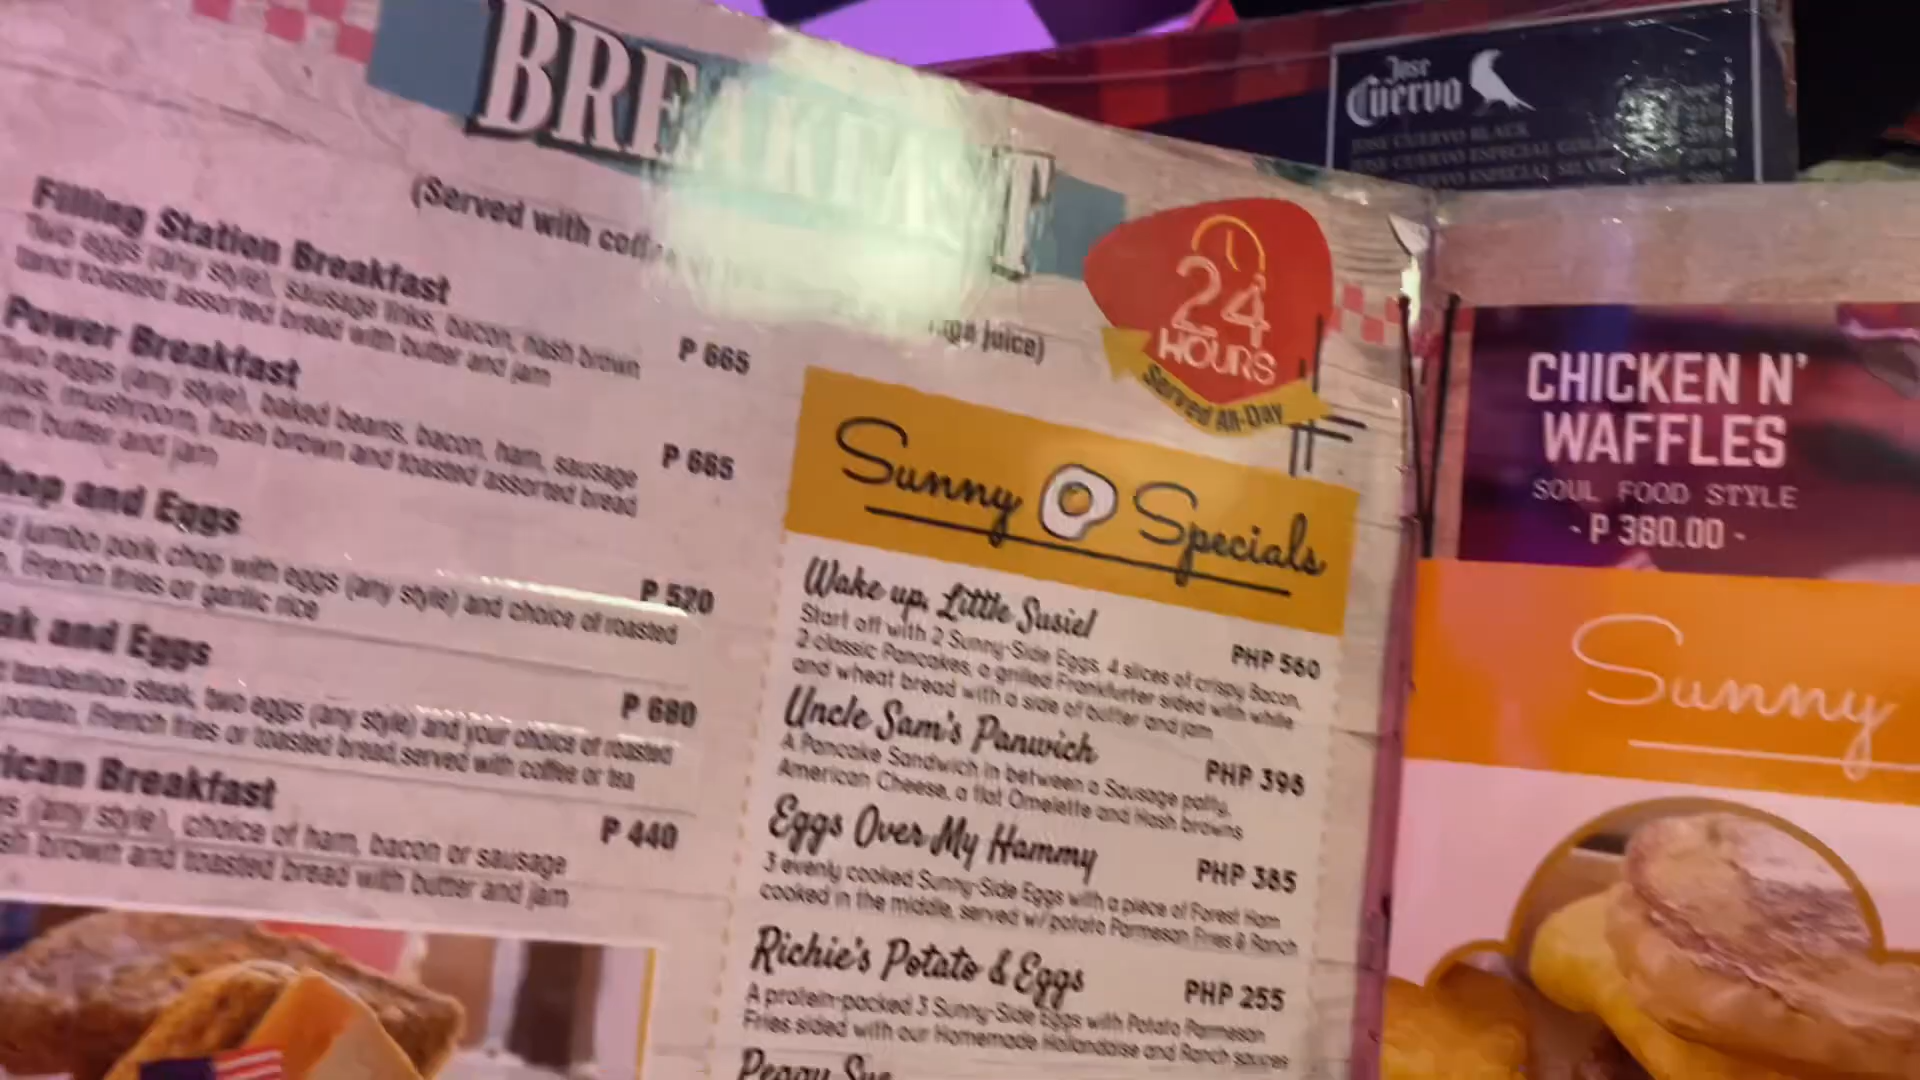 BREAKFAST
(Served with coffee
juice)
24
HOURS
Served All-Day
Filling Station Breakfast
Two eggs (any style), sausage links, bacon, hash brown
and toasted assorted bread with butter and jam
P 665
Power Breakfast
Two eggs (any style), baked beans, bacon, ham, sausage
links, mushroom, hash brown and toasted assorted bread
with butter and jam
P 665
hop and Eggs
jumbo pork chop with eggs (any style) and choice of roasted
French fries or garlic rice
P 520
ak and Eggs
tenderloin steak, two eggs (any style) and your choice of roasted
potato, French fries or toasted bread, served with coffee or tea
P 680
rican Breakfast
(any style), choice of ham, bacon or sausage
brown and toasted bread with butter and jam
P 440
Sunny Specials
Wake up, Little Susie!
PHP 560
Start off with 2 Sunny-Side Eggs, 4 slices of crispy Bacon,
2 classic Pancakes, a grilled Frankfurter sided with white
and wheat bread with a side of butter and jam
Uncle Sam's Panwich
PHP 395
A Pancake Sandwich in between a Sausage patty,
American Cheese, a flat Omelette and Hash browns
Eggs Over My Hammy
PHP 385
3 evenly cooked Sunny-Side Eggs with a piece of Forest Ham
cooked in the middle, served w/ potato Parmesan Fries & Ranch
Richie's Potato & Eggs
PHP 255
A protein-packed 3 Sunny-Side Eggs with Potato Parmesan
Fries sided with our Homemade Hollandaise and Ranch sauces
Peggy Sue
Jose
Cuervo
JOSE CUERVO BLACK
JOSE CUERVO ESPECIAL GOLD
CUERVO ESPECIAL SILVER
CHICKEN N'
WAFFLES
SOUL FOOD STYLE
- P 380.00 -
Sunny